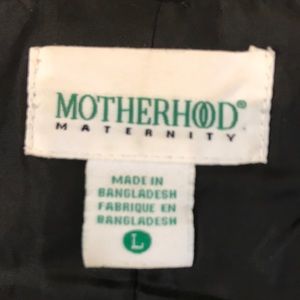 MOTHERHOOD®
MATERNITY
MADE IN
BANGLADESH
FABRIQUE EN
BANGLADESH
L